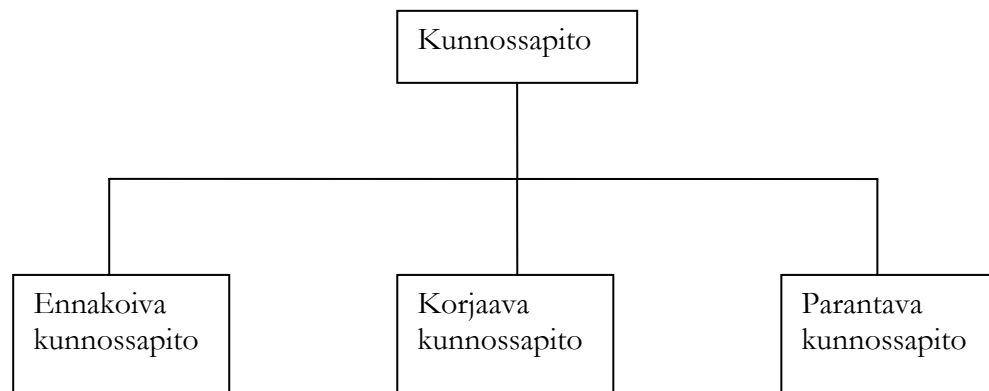 Kunnossapito
Ennakoiva
kunnossapito
Korjaava
kunnossapito
Parantava
kunnossapito